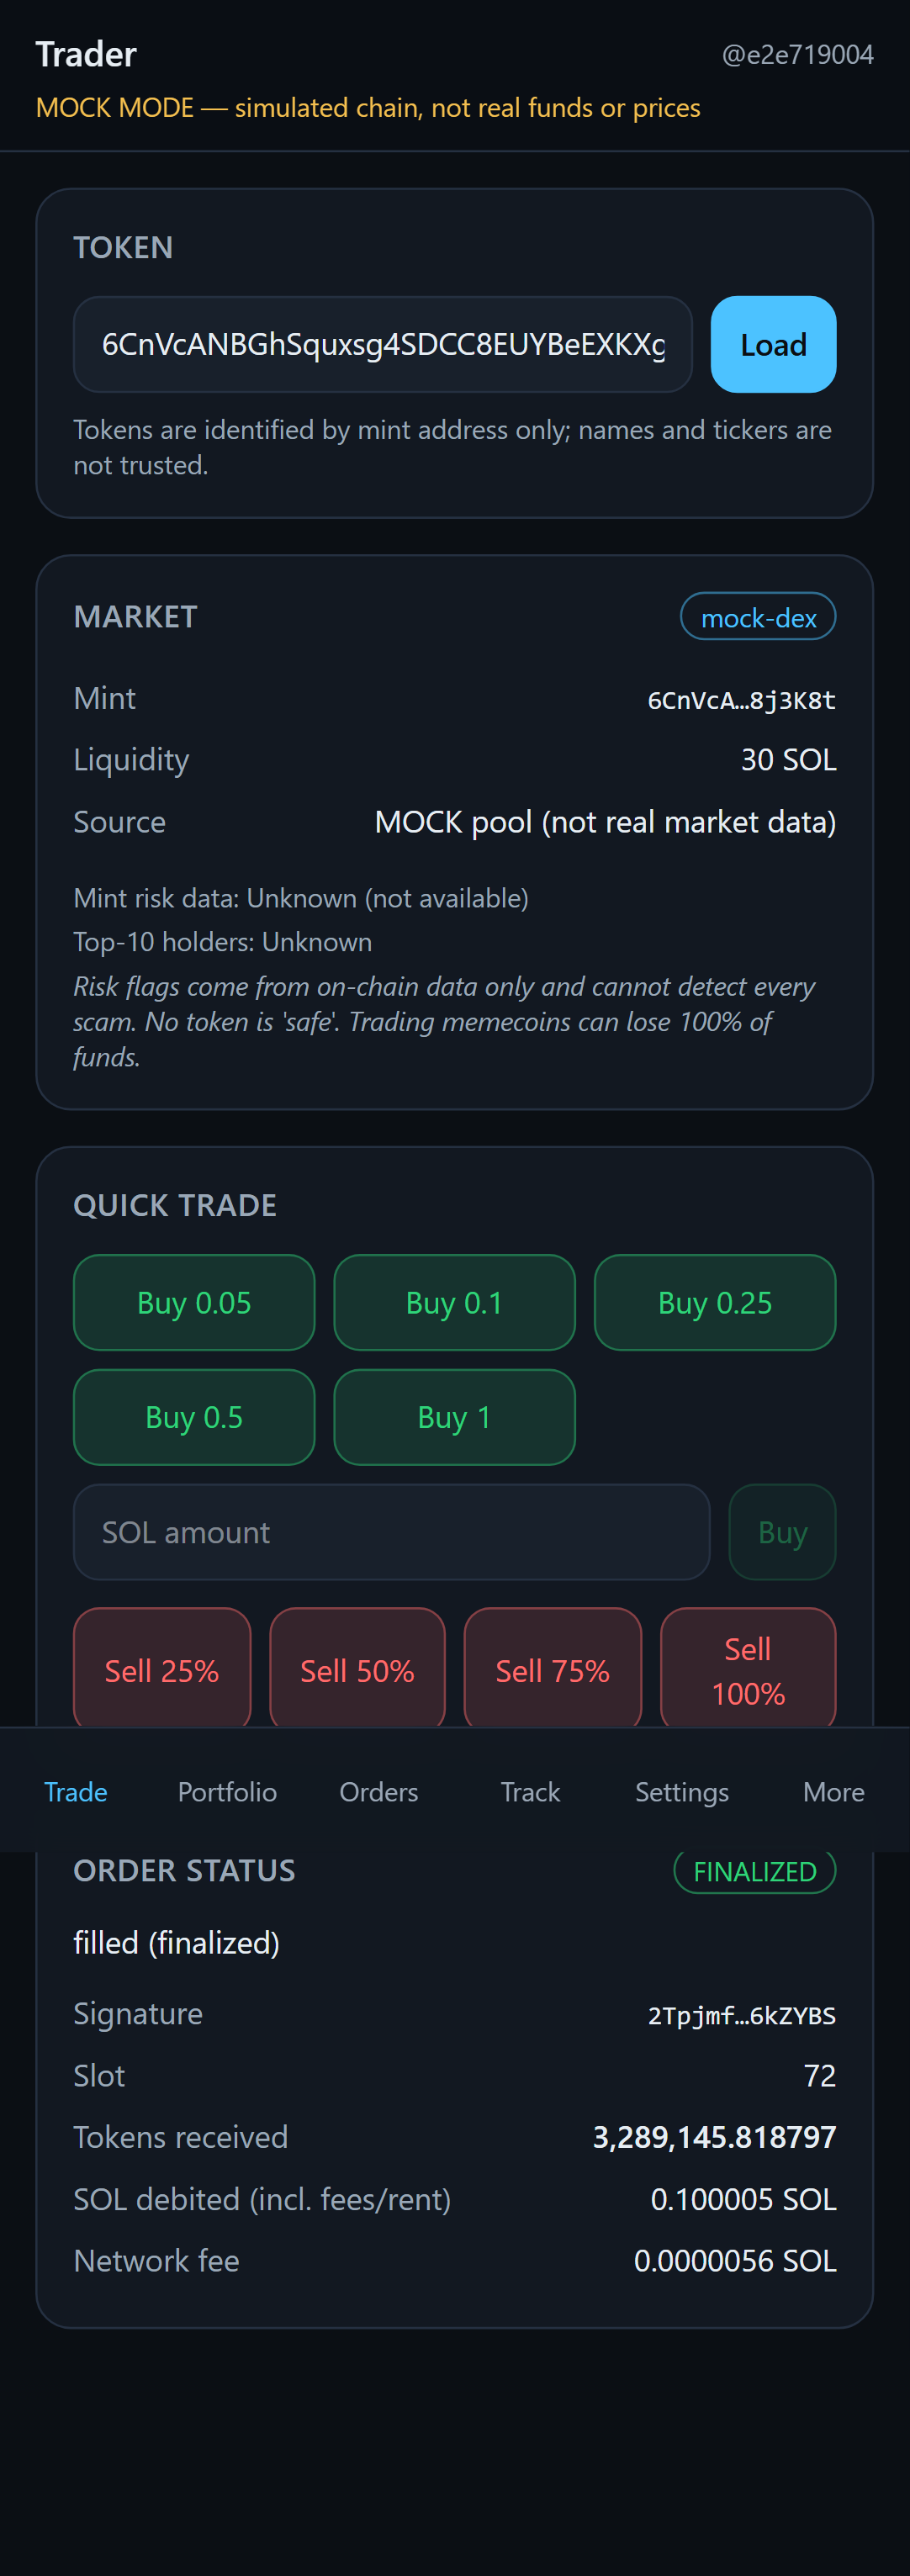 Trader
@e2e719004
MOCK MODE — simulated chain, not real funds or prices
TOKEN
6CnVcANBGhSquxsg4SDCC8EUYBeEXKXg
Load
Tokens are identified by mint address only; names and tickers are
not trusted.
MARKET
mock-dex
Mint
6CnVcA…8j3K8t
Liquidity
30 SOL
Source
MOCK pool (not real market data)
Mint risk data: Unknown (not available)
Top-10 holders: Unknown
Risk flags come from on-chain data only and cannot detect every
scam. No token is 'safe'. Trading memecoins can lose 100% of
funds.
QUICK TRADE
Buy 0.05
Buy 0.1
Buy 0.25
Buy 0.5
Buy 1
SOL amount
Buy
Sell 25%
Sell 50%
Sell 75%
Sell
100%
Trade
Portfolio
Orders
Track
Settings
More
ORDER STATUS
FINALIZED
filled (finalized)
Signature
2Tpjmf…6kZYBS
Slot
72
Tokens received
3,289,145.818797
SOL debited (incl. fees/rent)
0.100005 SOL
Network fee
0.0000056 SOL